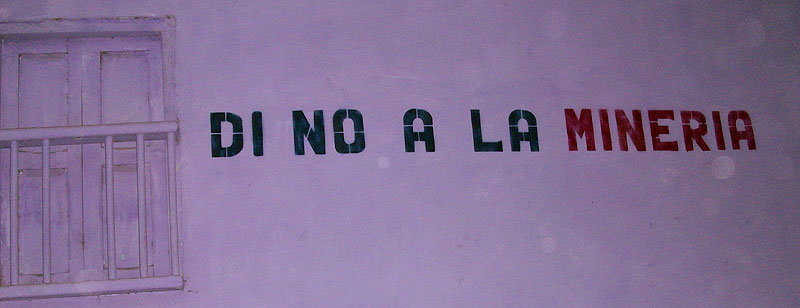 DI NO A LA MINERIA